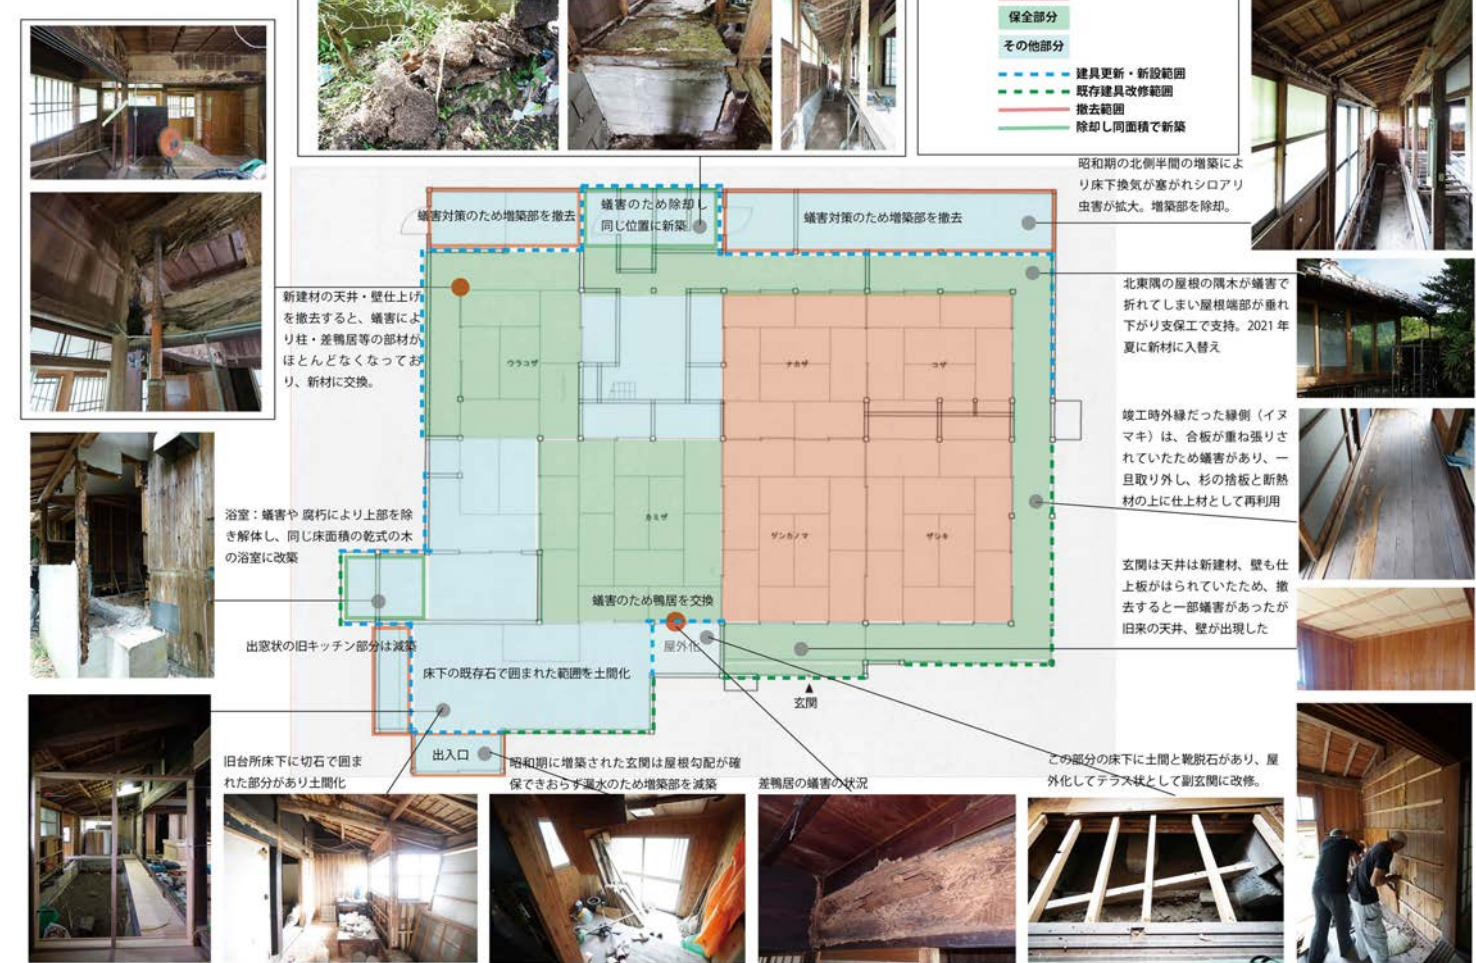 保全部分
その他部分
建具更新・新設範囲
既存建具改修範囲
撤去範囲
除却し同面積で新築
昭和期の北側半間の増築によ
り床下換気が塞がれシロアリ
虫害が拡大。増築部を除却。
蟻害対策のため増築部を撤去
蟻害のため除却し
同じ位置に新築
蟻害対策のため増築部を撤去
新建材の天井・壁仕上げ
を撤去すると、蟻害によ
り柱・差鴨居等の部材が
ほとんどなくなってお
り、新材に交換。
北東隅の屋根の隅木が蟻害で
折れてしまい屋根端部が垂れ
下がり支保工で支持。2021 年
夏に新材に入替え
ウラコザ
ナカザ
コザ
竣工時外縁だった縁側（イヌ
マキ）は、合板が重ね張りさ
れていたため蟻害があり、一
旦取り外し、杉の捨板と断熱
材の上に仕上材として再利用
浴室：蟻害や 腐朽により上部を除
き解体し、同じ床面積の乾式の木
の浴室に改築
カミザ
ゲンカノマ
ザシキ
玄関は天井は新建材、壁も仕
上板がはられていたため、撤
去すると一部蟻害があったが
旧来の天井、壁が出現した
蟻害のため鴨居を交換
出窓状の旧キッチン部分は減築
屋外化
床下の既存石で囲まれた範囲を土間化
玄関
旧台所床下に切石で囲ま
れた部分があり土間化
出入口
昭和期に増築された玄関は屋根勾配が確
保できおらず漏水のため増築部を減築
差鴨居の蟻害の状況
この部分の床下に土間と靴脱石があり、屋
外化してテラス状として副玄関に改修。